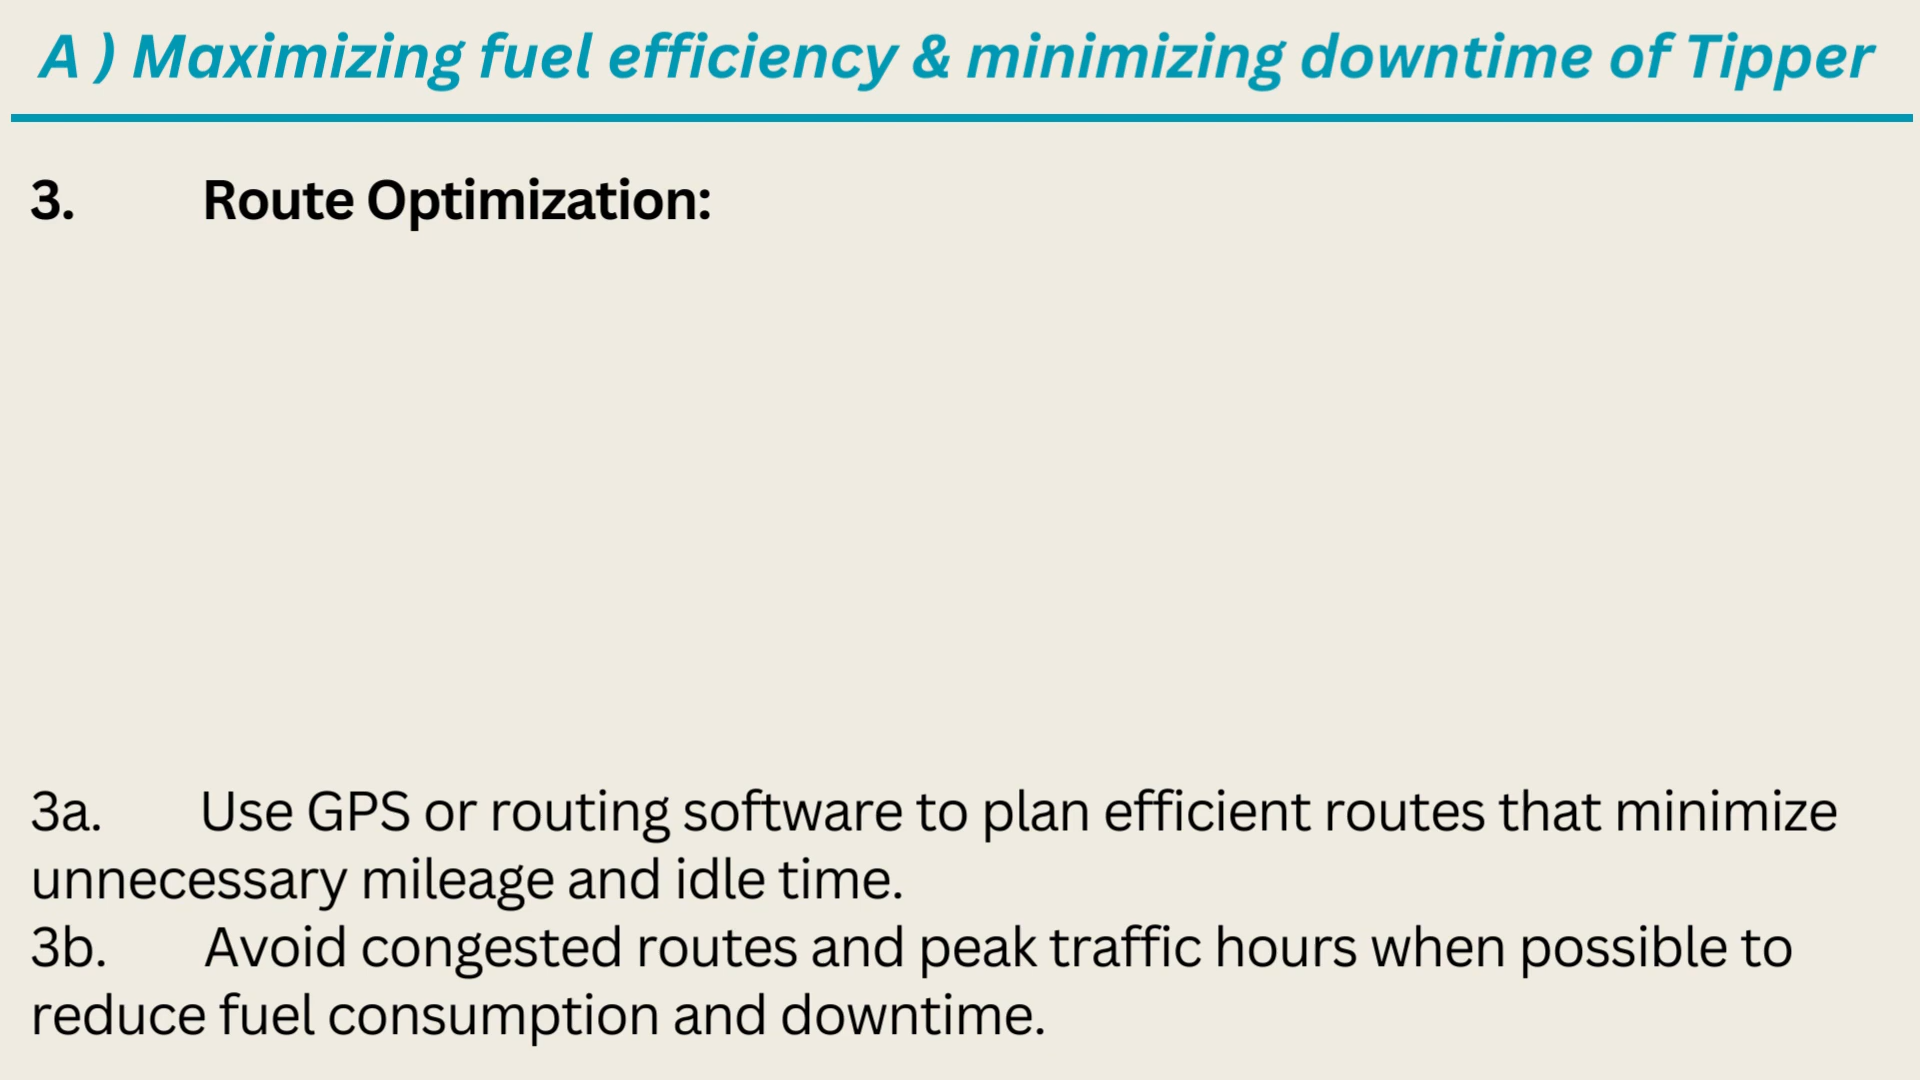 A ) Maximizing fuel efficiency & minimizing downtime of Tipper
3. Route Optimization:
3a. Use GPS or routing software to plan efficient routes that minimize
unnecessary mileage and idle time.
3b. Avoid congested routes and peak traffic hours when possible to
reduce fuel consumption and downtime.